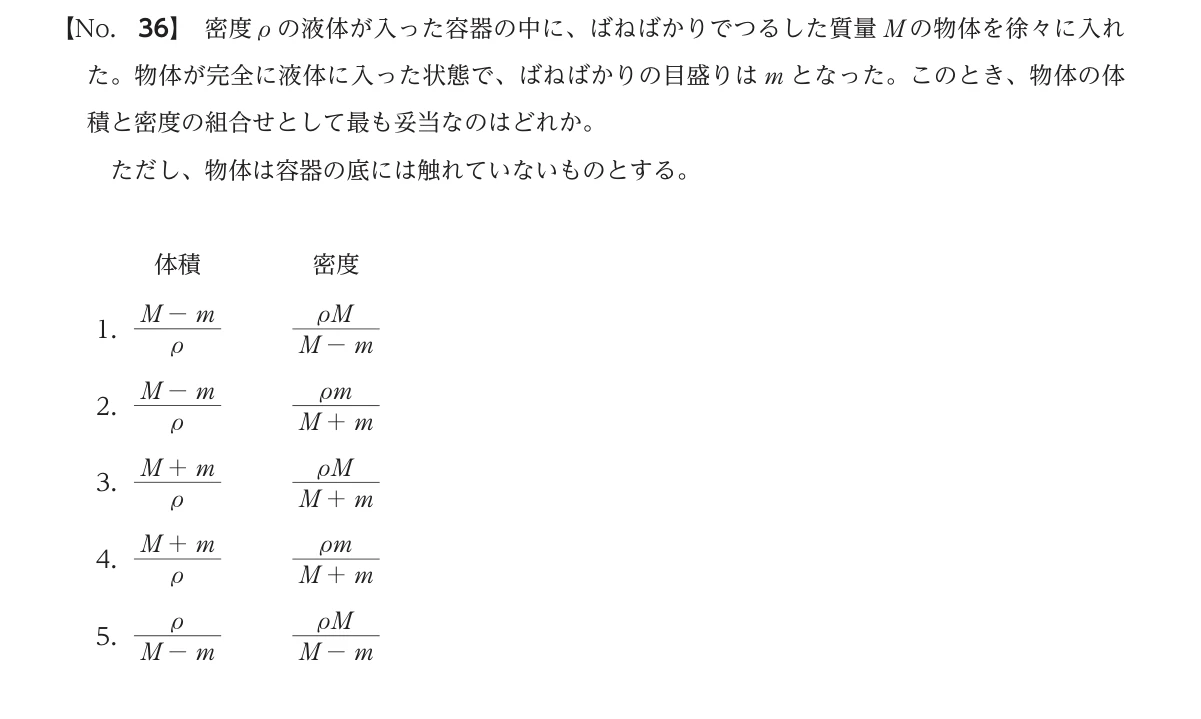 【No. 36】 密度 ρ の液体が入った容器の中に、ばねばかりでつるした質量 M の物体を徐々に入れ
た。物体が完全に液体に入った状態で、ばねばかりの目盛りは m となった。このとき、物体の体
積と密度の組合せとして最も妥当なのはどれか。
ただし、物体は容器の底には触れていないものとする。
体積 密度
M − m ρM
1.
ρ M − m
M − m ρm
2.
ρ M + m
M + m ρM
3.
ρ M + m
M + m ρm
4.
ρ M + m
ρ ρM
5.
M − m M − m